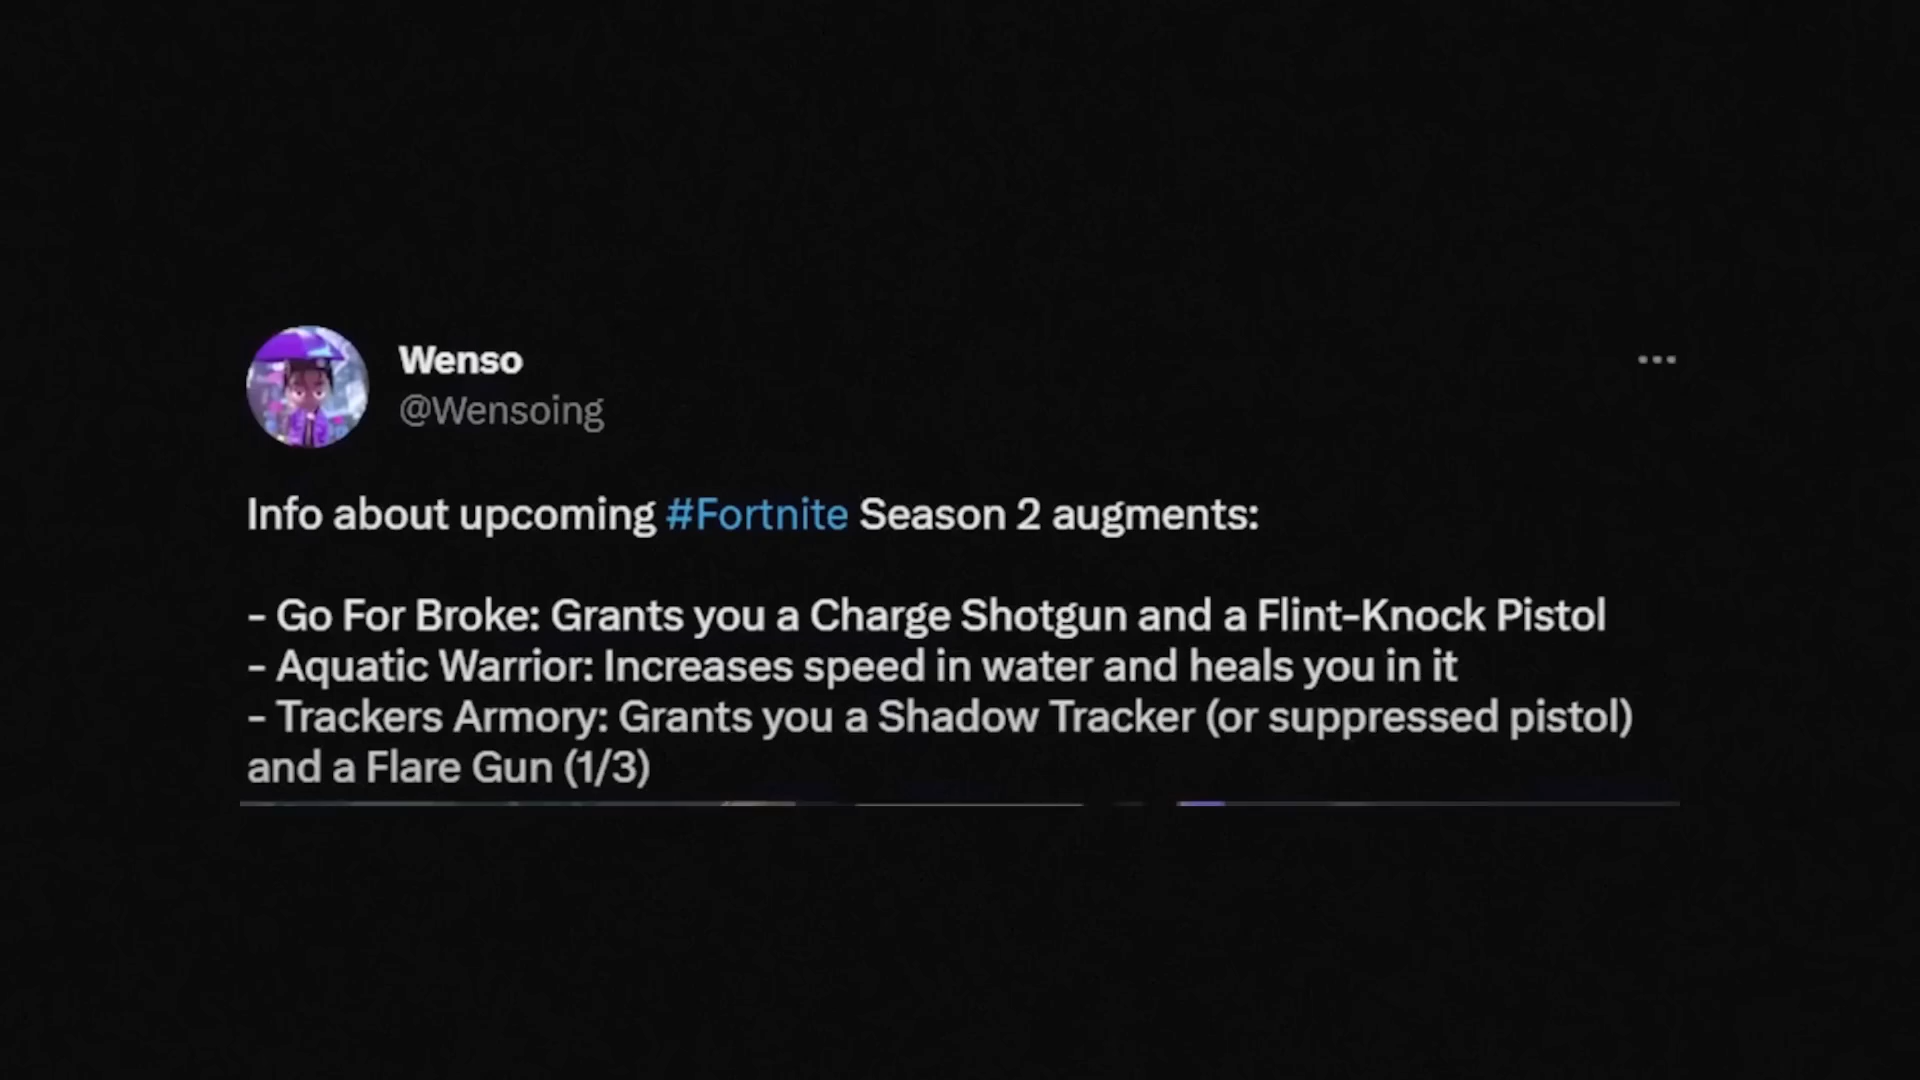 Wenso
@Wensoing
Info about upcoming #Fortnite Season 2 augments:
- Go For Broke: Grants you a Charge Shotgun and a Flint-Knock Pistol
- Aquatic Warrior: Increases speed in water and heals you in it
- Trackers Armory: Grants you a Shadow Tracker (or suppressed pistol)
and a Flare Gun (1/3)